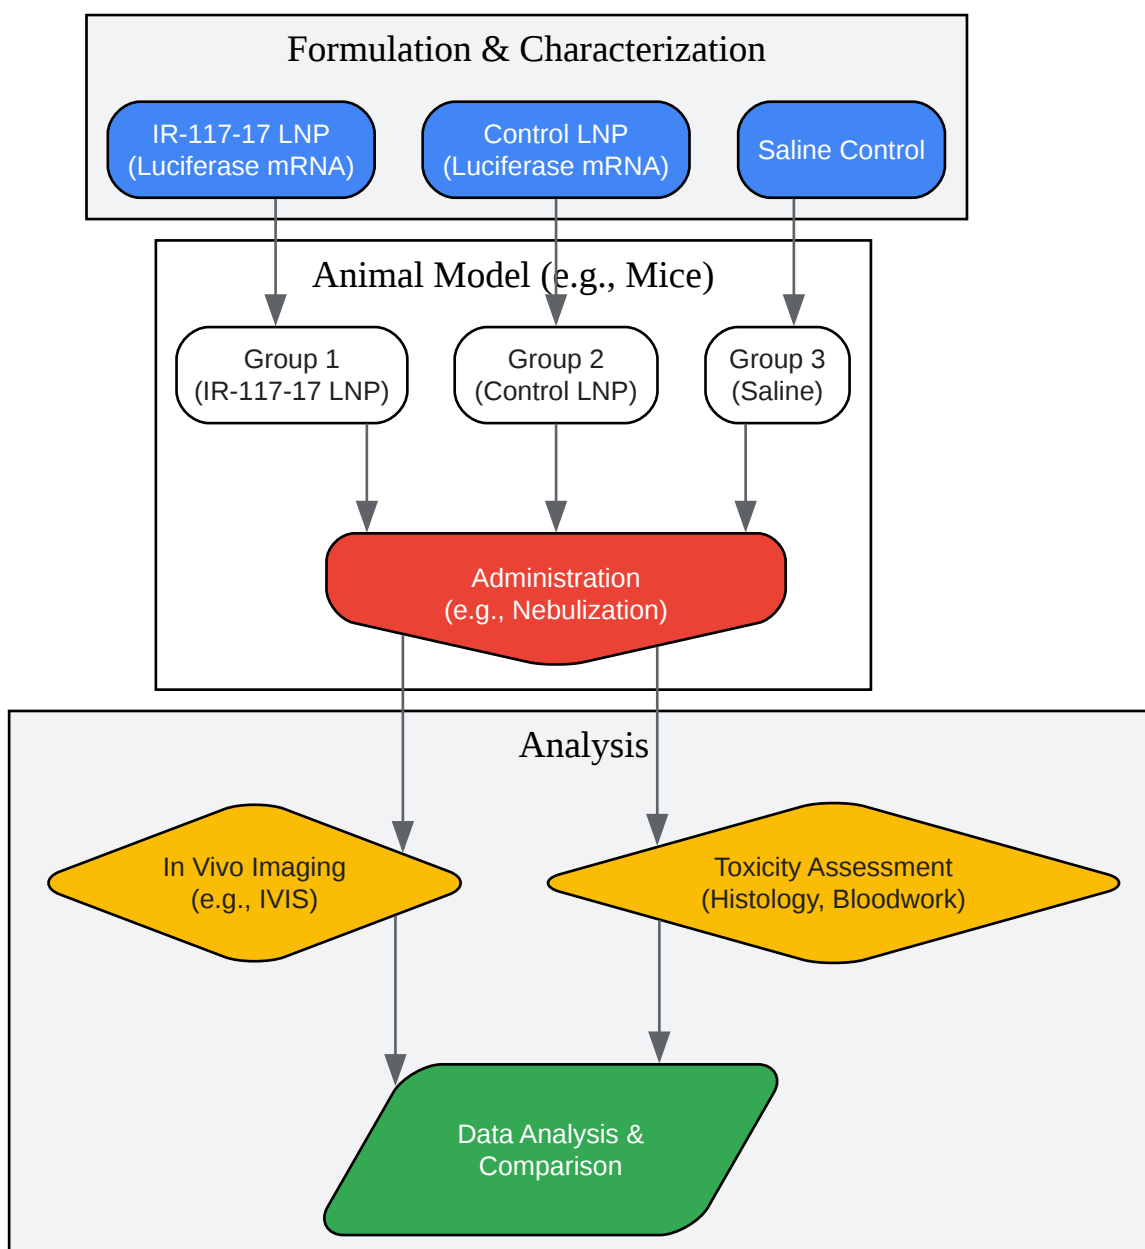 Formulation & Characterization
IR-117-17 LNP
(Luciferase mRNA)
Control LNP
(Luciferase mRNA)
Saline Control
Animal Model (e.g., Mice)
Group 1
(IR-117-17 LNP)
Group 2
(Control LNP)
Group 3
(Saline)
Administration
(e.g., Nebulization)
Analysis
In Vivo Imaging
(e.g., IVIS)
Toxicity Assessment
(Histology, Bloodwork)
Data Analysis &
Comparison